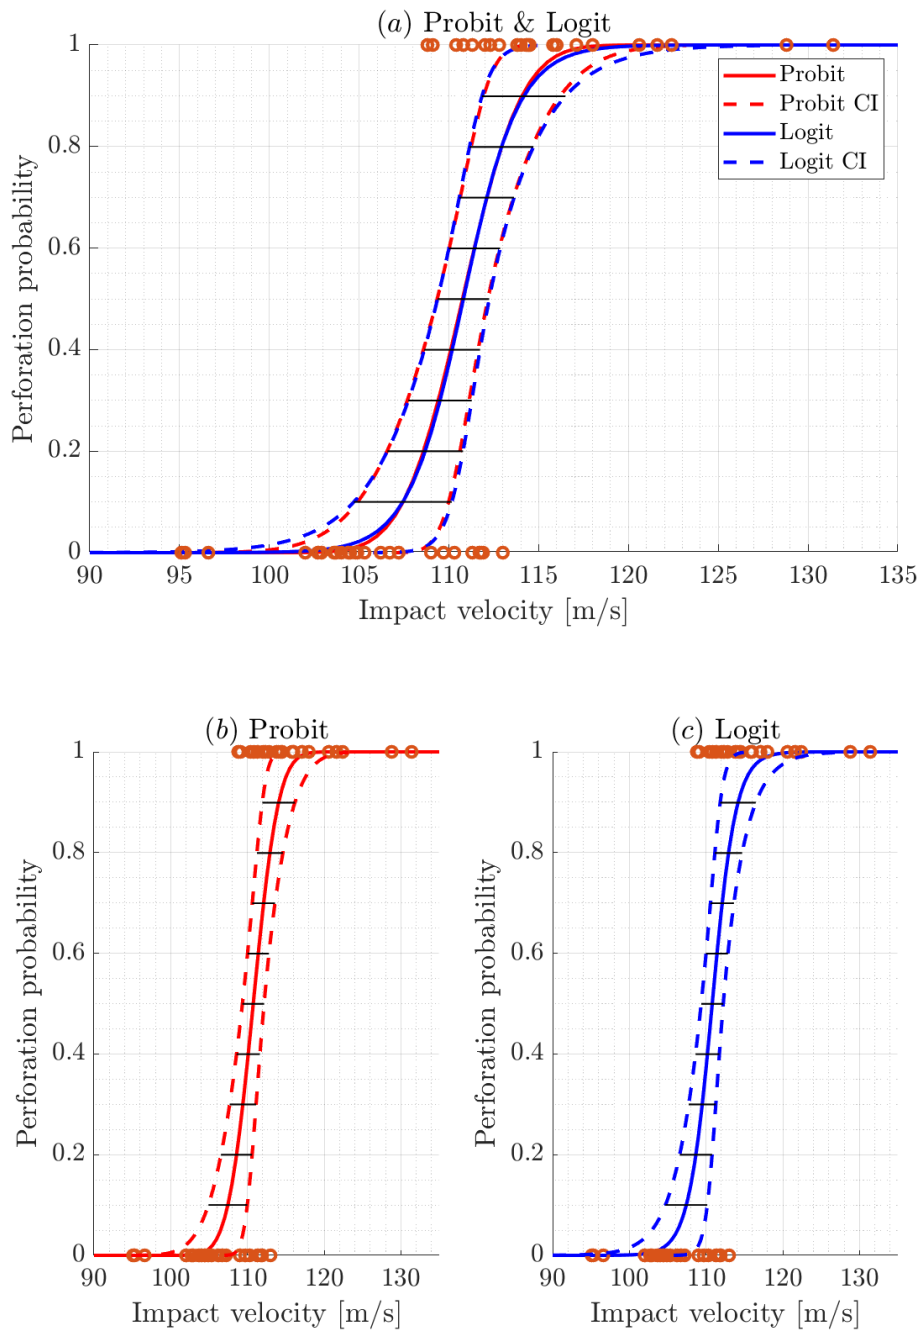 (a) Probit & Logit
1
0.8
0.6
0.4
0.2
0
Perforation probability
Probit
Probit CI
Logit
Logit CI
90 95 100 105 110 115 120 125 130 135
Impact velocity [m/s]
(b) Probit
1
0.8
0.6
0.4
0.2
0
Perforation probability
90 100 110 120 130
Impact velocity [m/s]
(c) Logit
1
0.8
0.6
0.4
0.2
0
Perforation probability
90 100 110 120 130
Impact velocity [m/s]